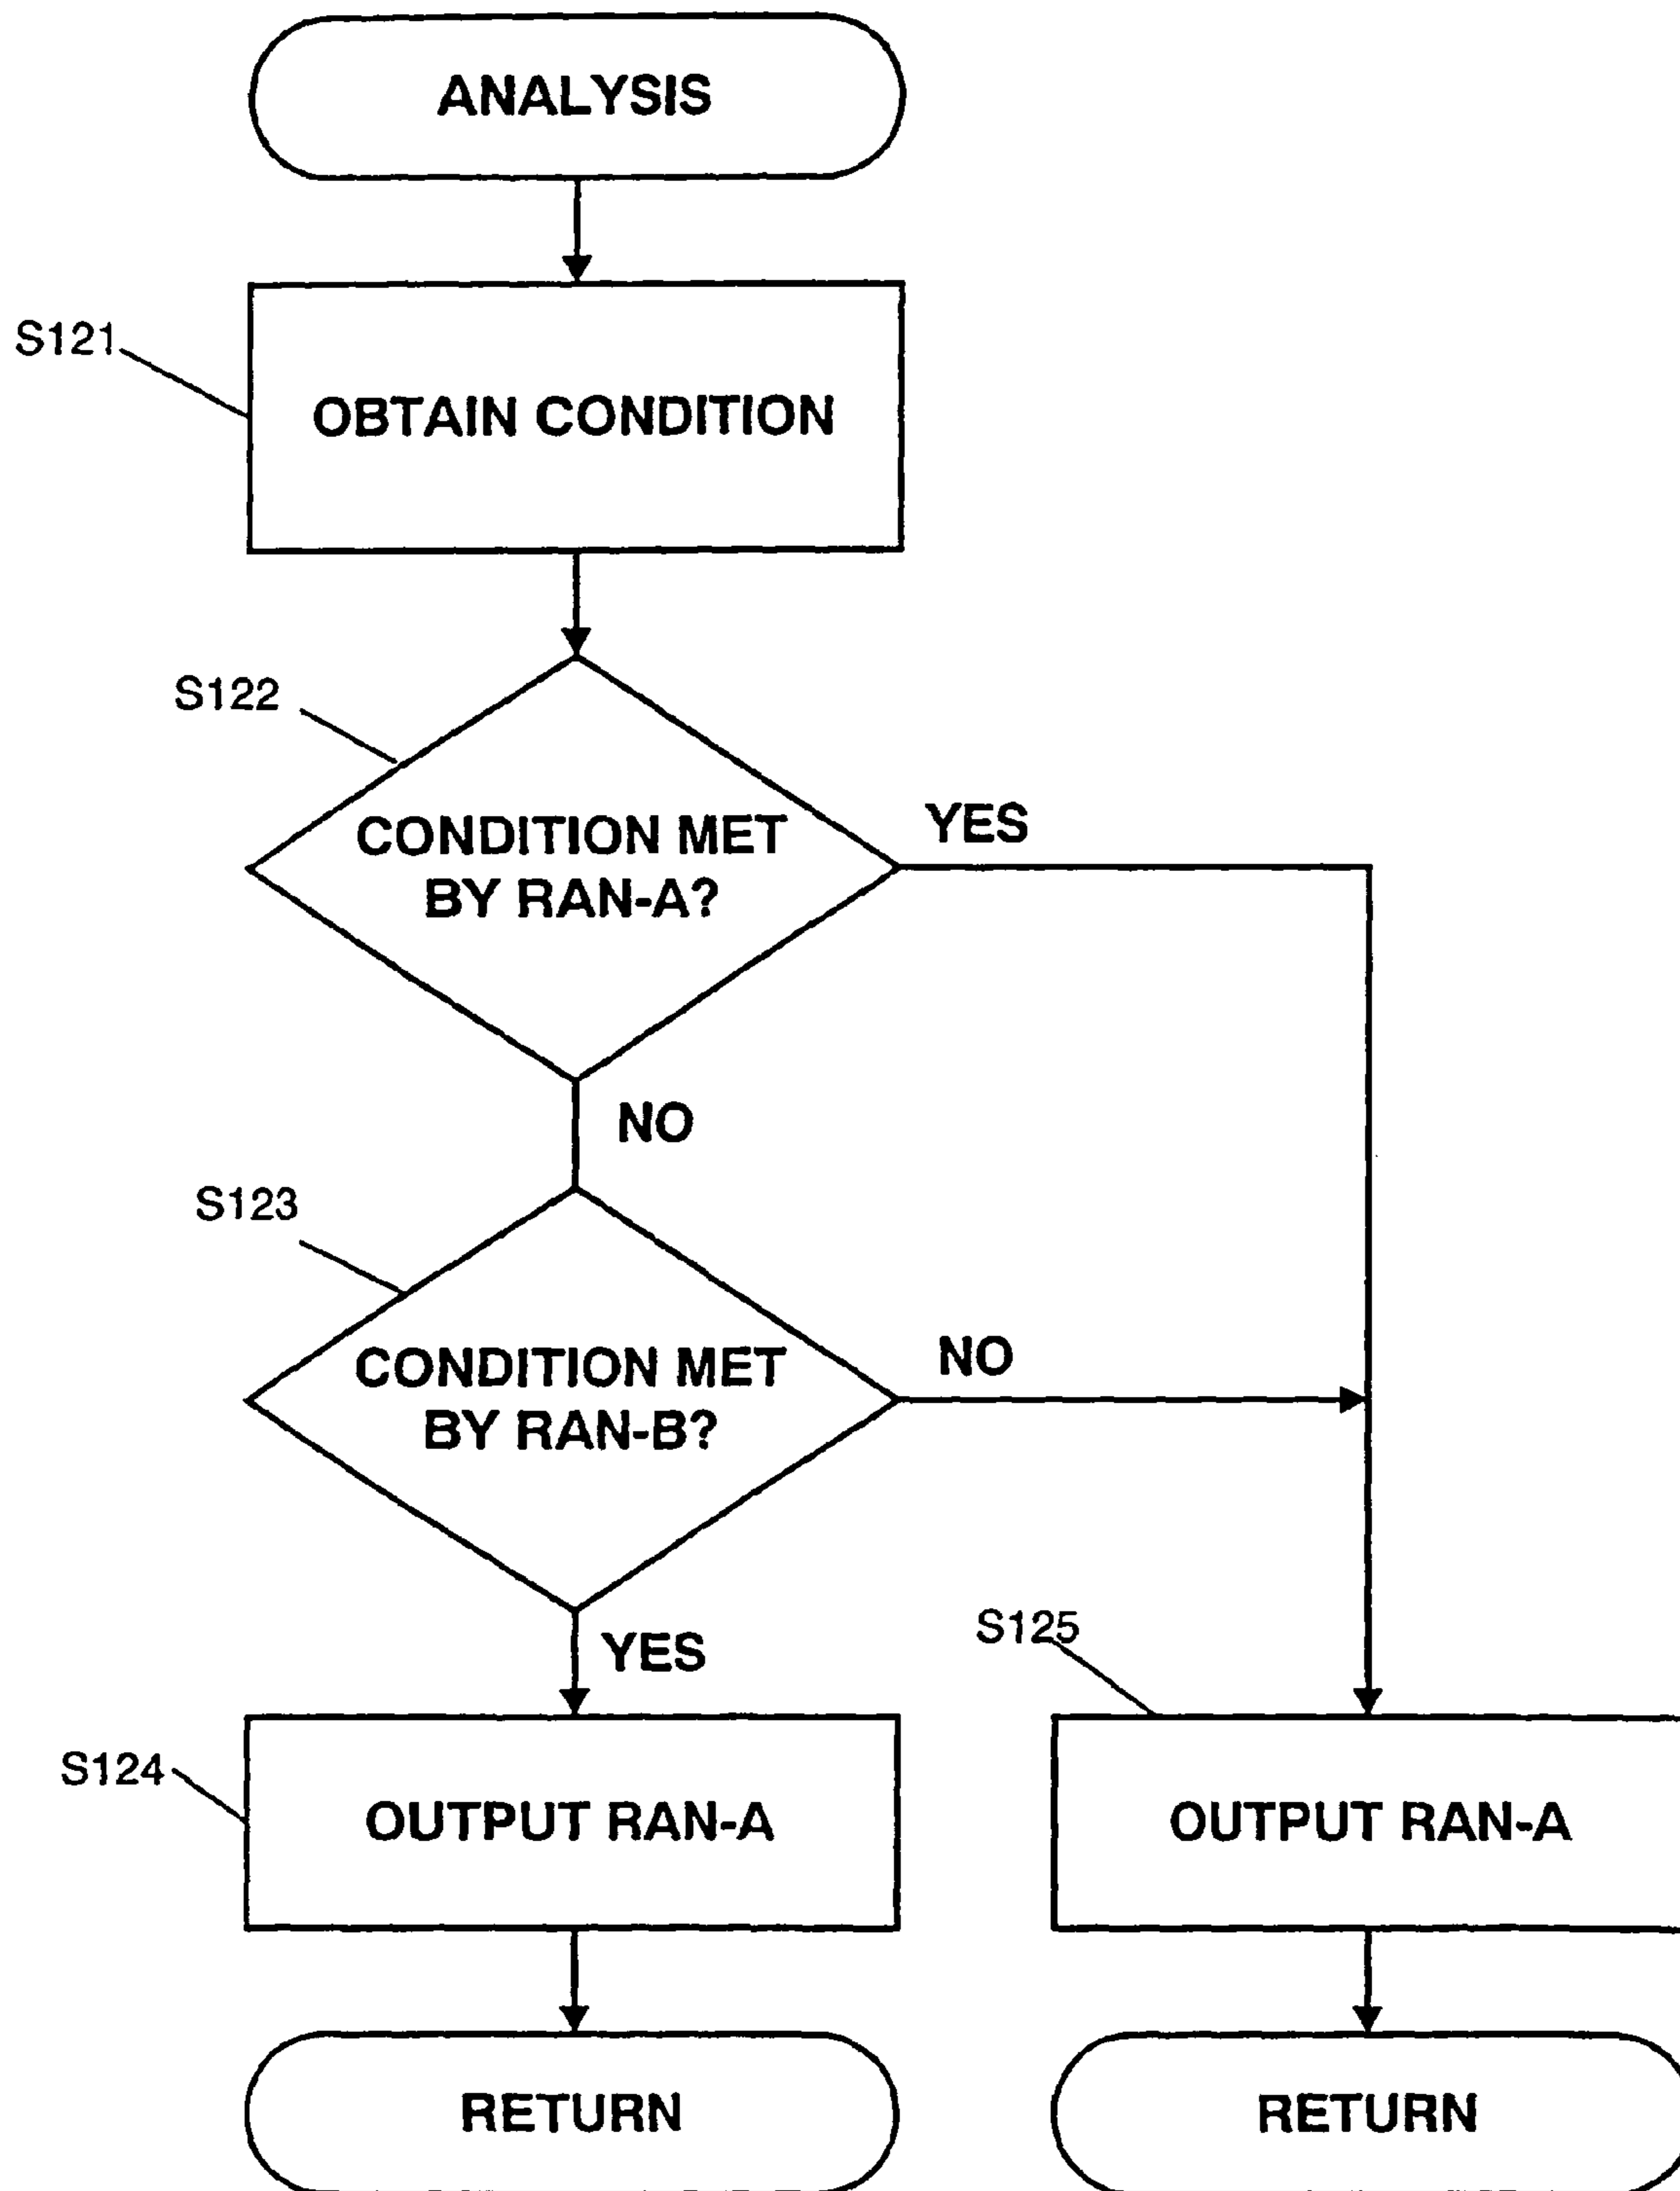 ANALYSIS
S121
OBTAIN CONDITION
S122
CONDITION MET
BY RAN-A?
YES
NO
S123
CONDITION MET
BY RAN-B?
NO
YES
S125
S124
OUTPUT RAN-A
OUTPUT RAN-A
RETURN
RETURN